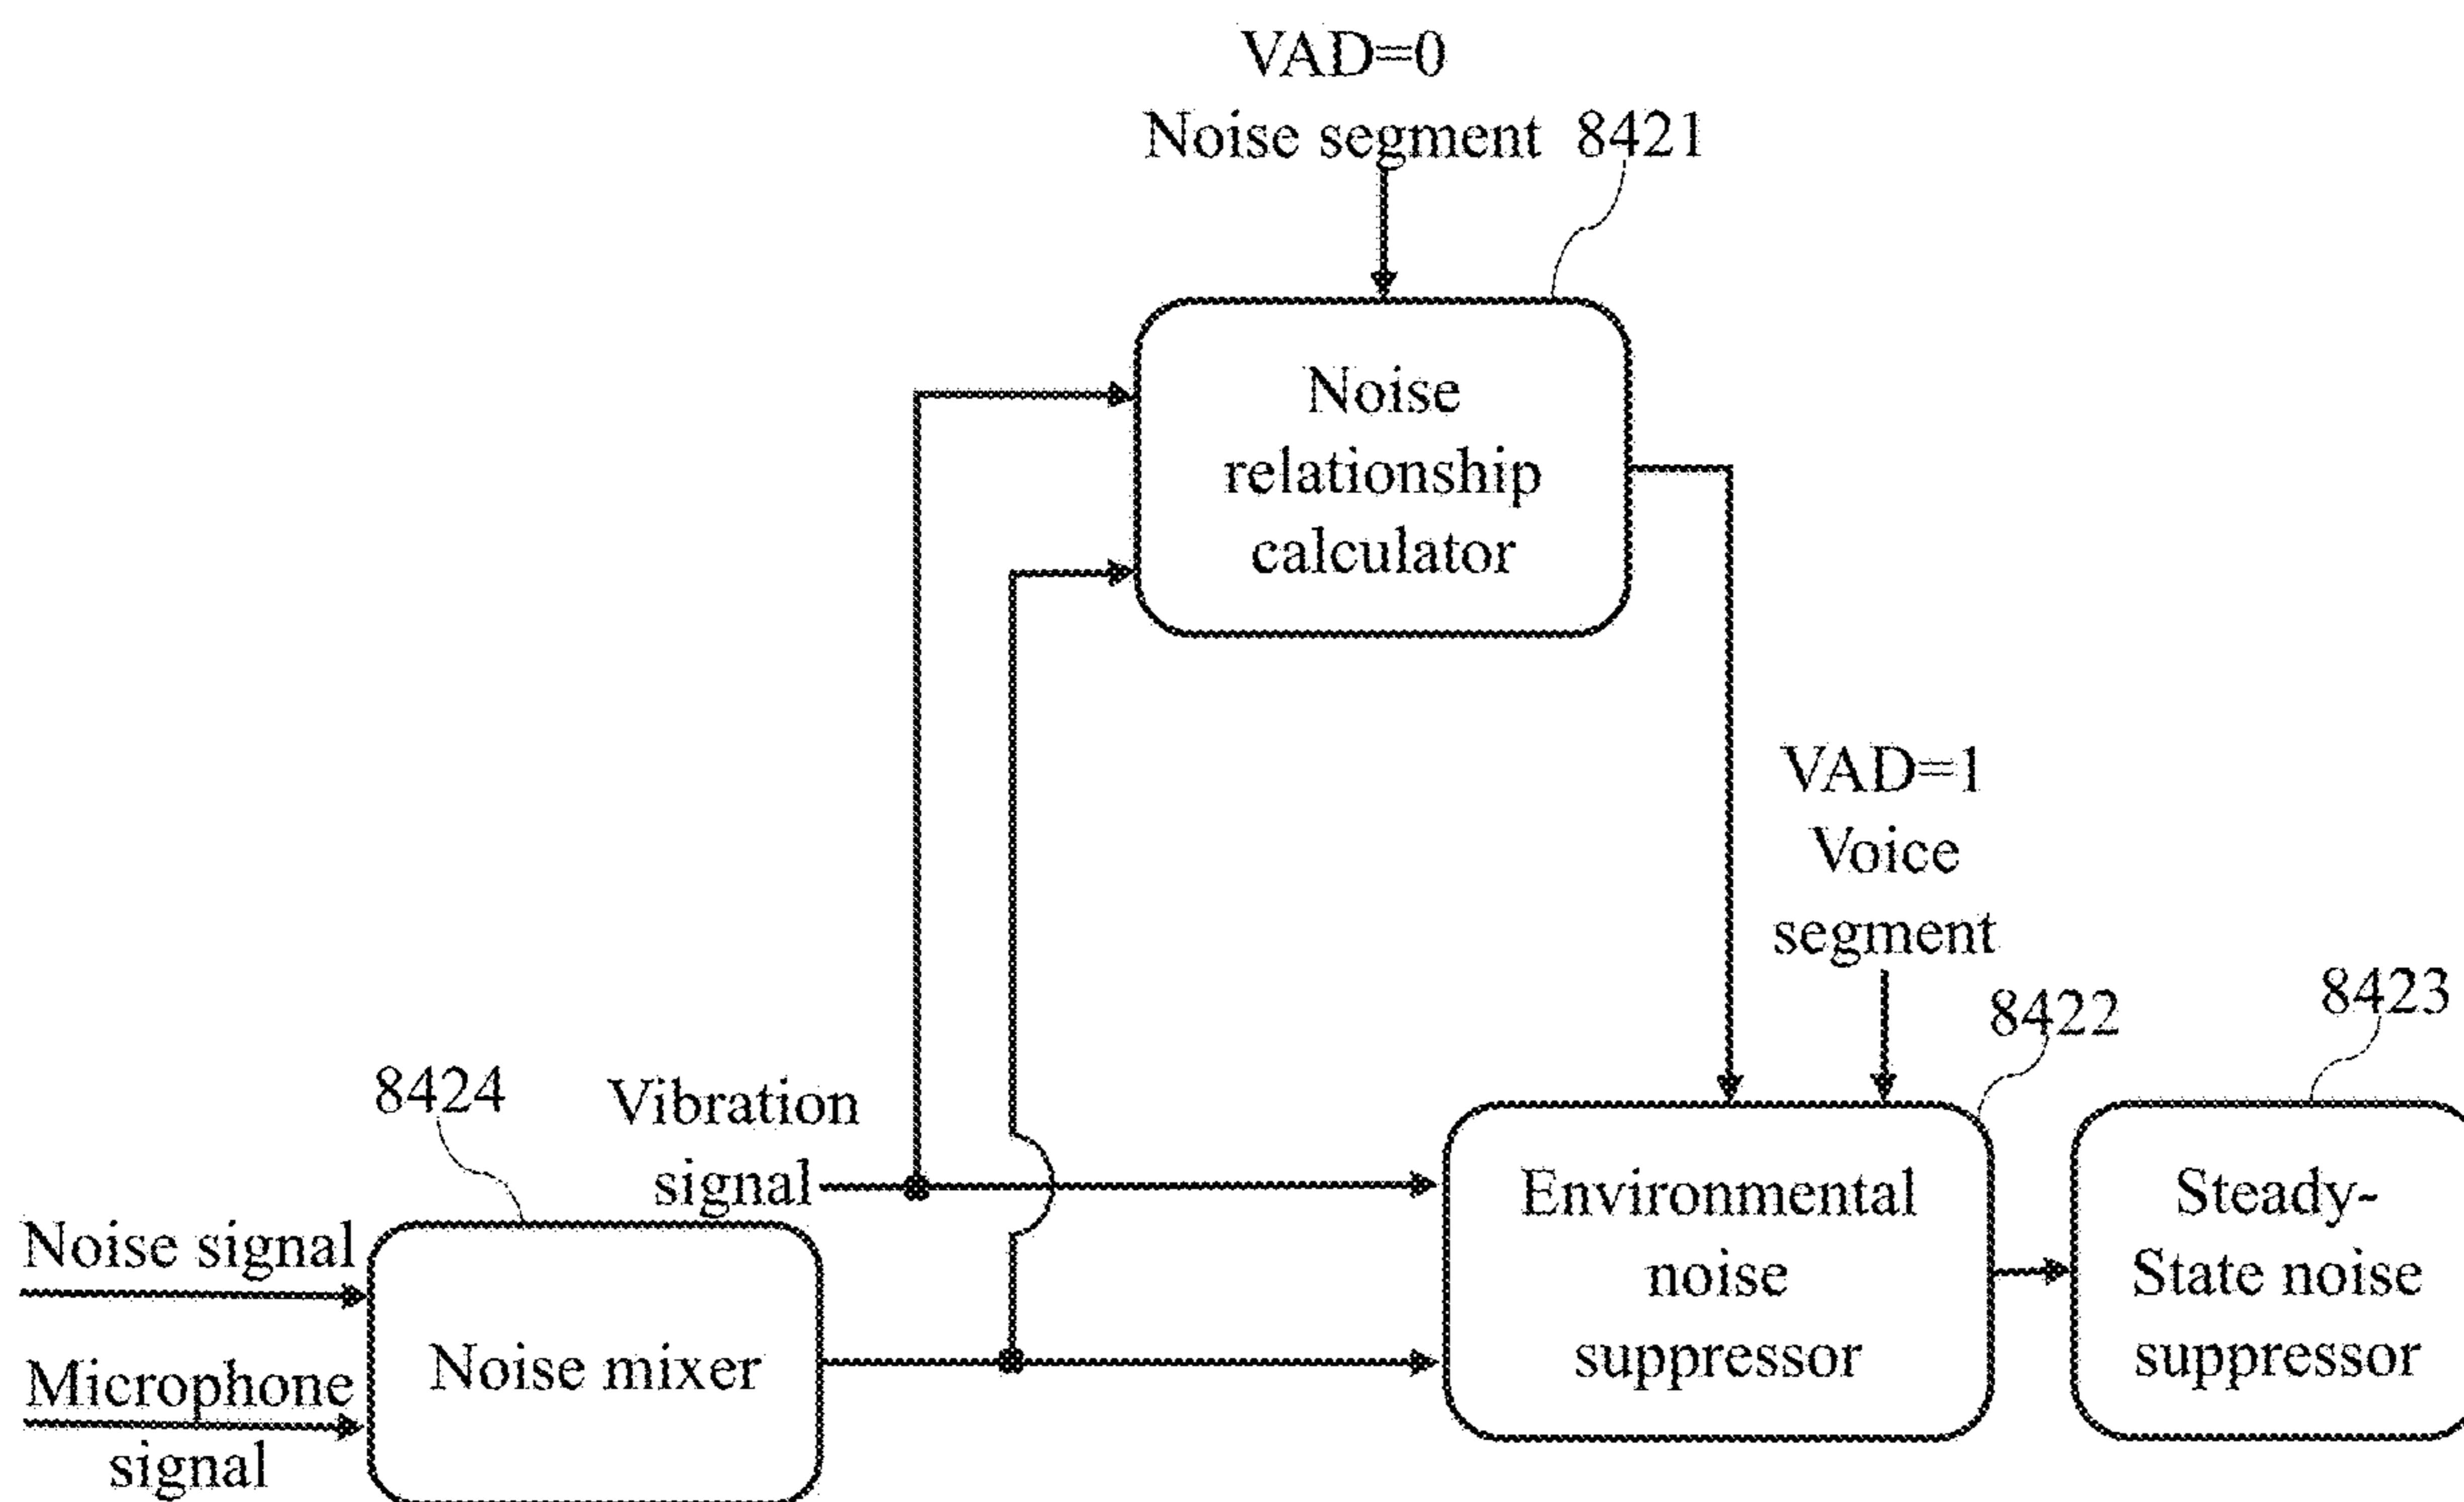 VAD=0
Noise segment 8421
Noise
relationship
calculator
VAD=1
Voice
segment
8422
8423
8424
Vibration
signal
Noise signal
Microphone
signal
Noise mixer
Environmental
noise
suppressor
Steady-
State noise
suppressor